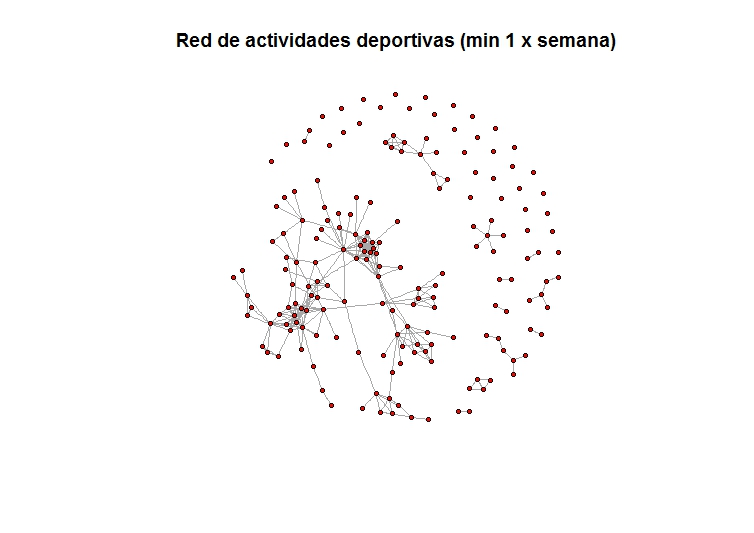 Red de actividades deportivas (min 1 x semana)